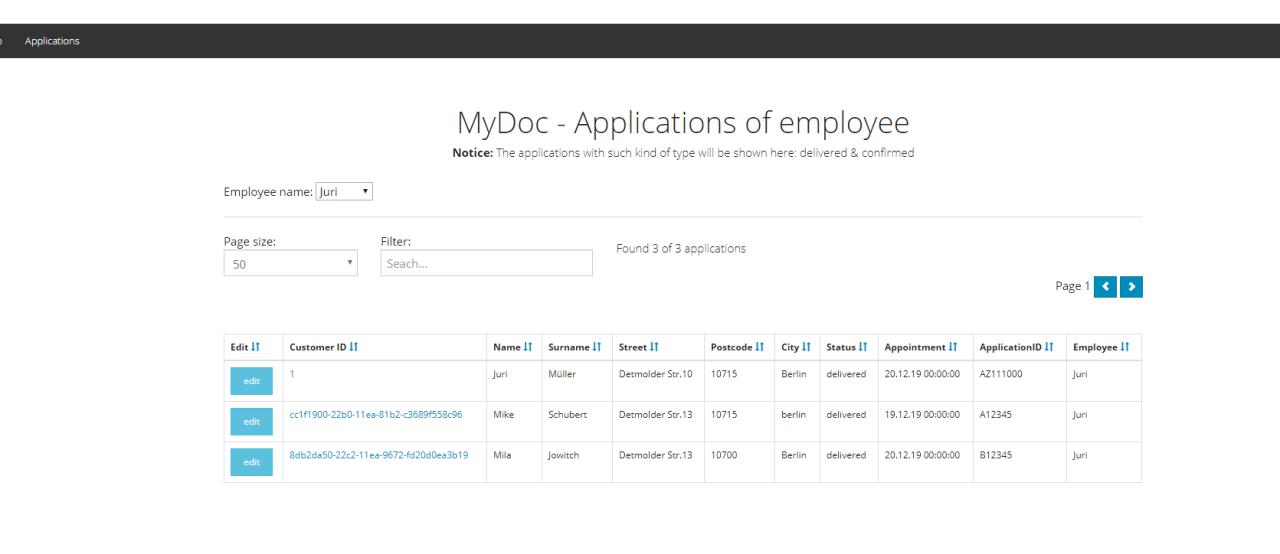 Applications
MyDoc - Applications of employee
Notice: The applications with such kind of type will be shown here: delivered & confirmed
Employee name: Juri
Page size: Filter:
50 Seach... Found 3 of 3 applications
Page 1
Edit Customer ID Name Surname Street Postcode City Status Appointment ApplicationID Employee
edit 1 Juri Müller Detmolder Str.10 10715 Berlin delivered 20.12.19 00:00:00 AZ111000 Juri
edit cc1f1900-22b0-11ea-81b2-c3689f558c96 Mike Schubert Detmolder Str.13 10715 berlin delivered 19.12.19 00:00:00 A12345 Juri
edit 8db2da50-22c2-11ea-9672-fd20d0ea3b19 Mila Jowitch Detmolder Str.13 10700 Berlin delivered 20.12.19 00:00:00 B12345 Juri